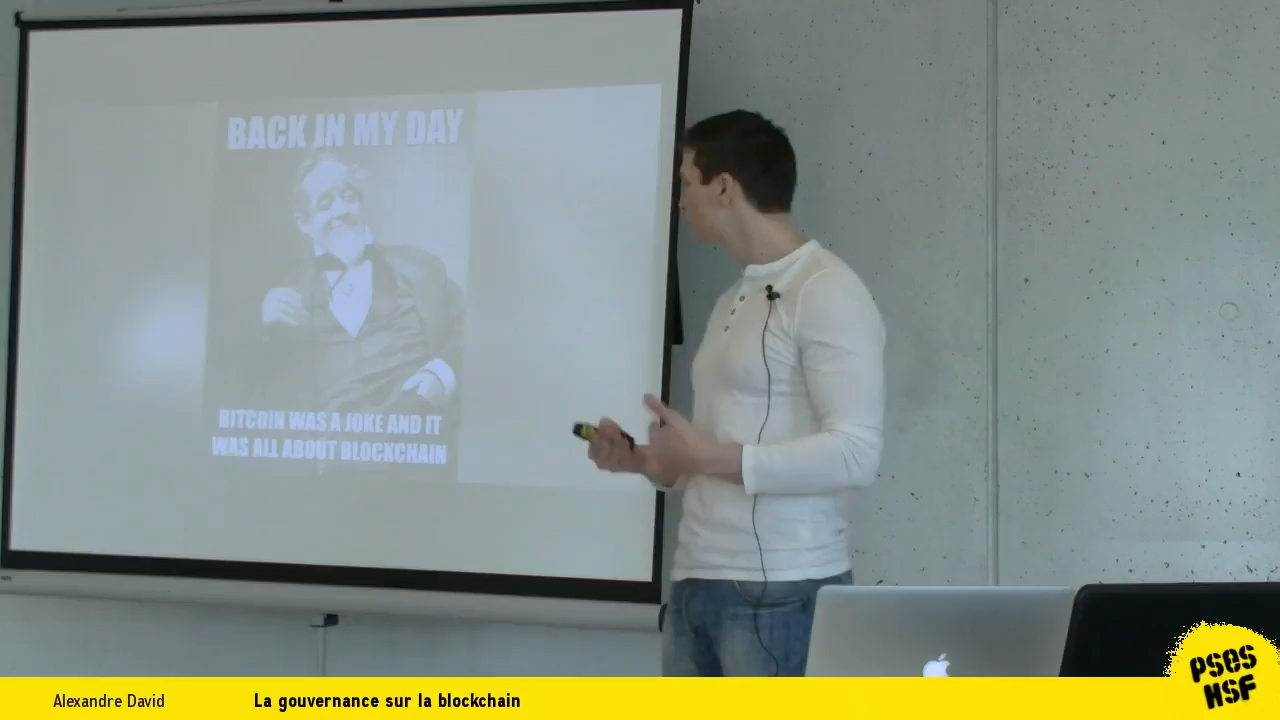 BACK IN MY DAY
BITCOIN WAS A JOKE AND IT
WAS ALL ABOUT BLOCKCHAIN
PSES
HSF
Alexandre David
La gouvernance sur la blockchain